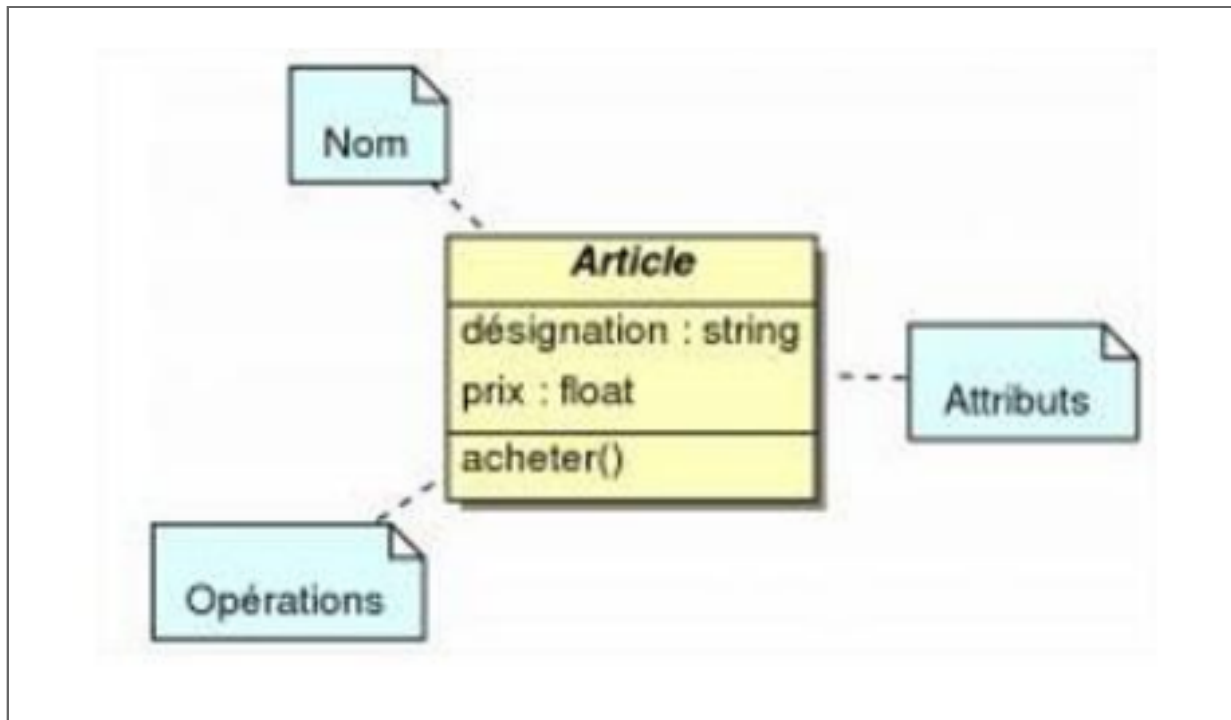 Nom
Article
désignation : string
prix : float
Attributs
acheter()
Opérations